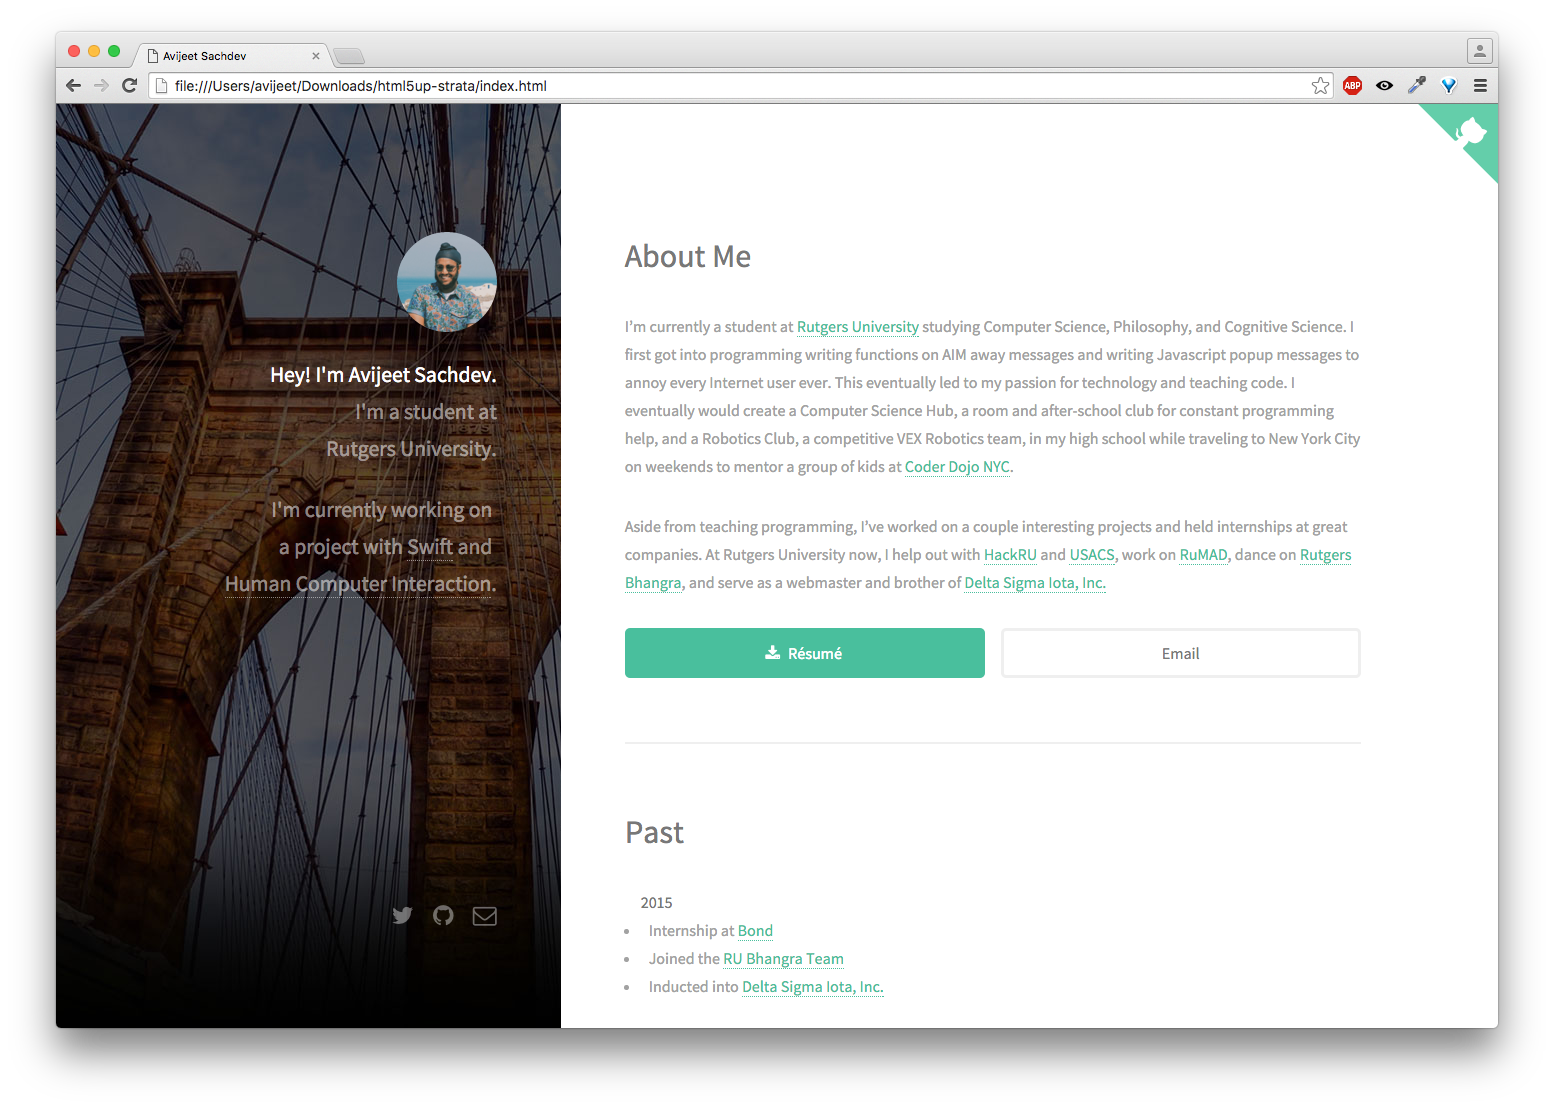 Avijeet Sachdev
file:///Users/avijeet/Downloads/html5up-strata/index.html
ABP
Hey! I'm Avijeet Sachdev.
I'm a student at
Rutgers University.
I'm currently working on
a project with Swift and
Human Computer Interaction.
About Me
I’m currently a student at Rutgers University studying Computer Science, Philosophy, and Cognitive Science. I
first got into programming writing functions on AIM away messages and writing Javascript popup messages to
annoy every Internet user ever. This eventually led to my passion for technology and teaching code. I
eventually would create a Computer Science Hub, a room and after-school club for constant programming
help, and a Robotics Club, a competitive VEX Robotics team, in my high school while traveling to New York City
on weekends to mentor a group of kids at Coder Dojo NYC.
Aside from teaching programming, I’ve worked on a couple interesting projects and held internships at great
companies. At Rutgers University now, I help out with HackRU and USACS, work on RuMAD, dance on Rutgers
Bhangra, and serve as a webmaster and brother of Delta Sigma Iota, Inc.
Résumé
Email
Past
2015
• Internship at Bond
• Joined the RU Bhangra Team
• Inducted into Delta Sigma Iota, Inc.